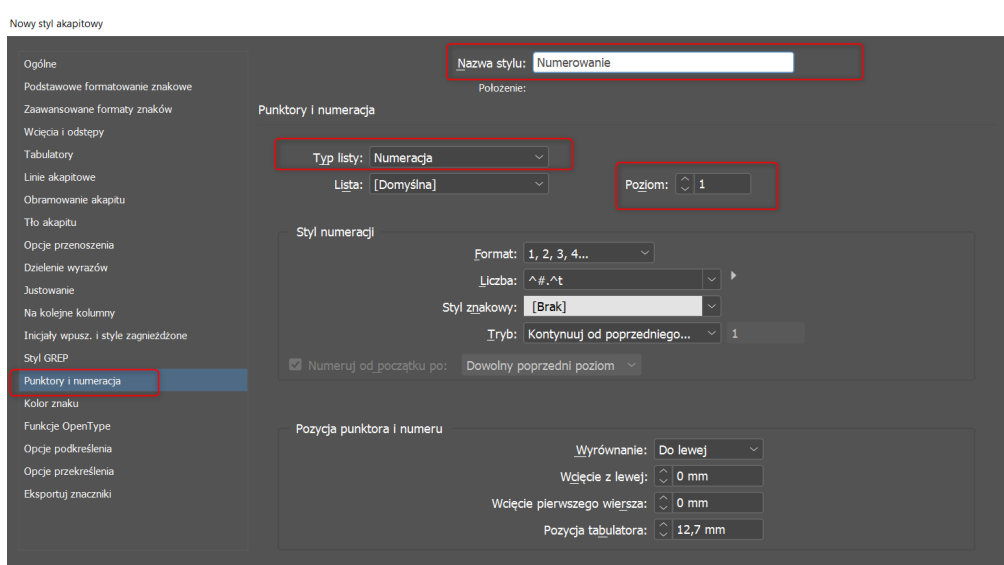 Nowy styl akapitowy
Ogólne
Podstawowe formatowanie znakowe
Zaawansowane formaty znaków
Wcięcia i odstępy
Tabulatory
Linie akapitowe
Obramowanie akapitu
Tło akapitu
Opcje przenoszenia
Dzielenie wyrazów
Justowanie
Na kolejne kolumny
Inicjały wpusz. i style zagnieżdżone
Styl GREP
Punktory i numeracja
Kolor znaku
Funkcje OpenType
Opcje podkreślenia
Opcje przekreślenia
Eksportuj znaczniki
Nazwa stylu: Numerowanie
Położenie:
Punktory i numeracja
Typ listy: Numeracja
Lista: [Domyślna] Poziom: 1
Styl numeracji
Format: 1, 2, 3, 4...
Liczba: ^#.^t
Styl znakowy: [Brak]
Tryb: Kontynuuj od poprzedniego... 1
Numeruj od początku po: Dowolny poprzedni poziom
Pozycja punktora i numeru
Wyrównanie: Do lewej
Wcięcie z lewej: 0 mm
Wcięcie pierwszego wiersza: 0 mm
Pozycja tabulatora: 12,7 mm